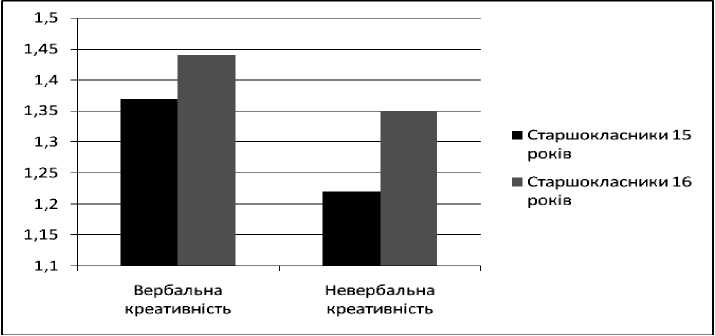 1,5
1,45
1,4
1,35
1,3
1,25
1,2
1,15
1,1
Вербальна
креативність
Невербальна
креативність
Старшокласники 15
років
Старшокласники 16
років